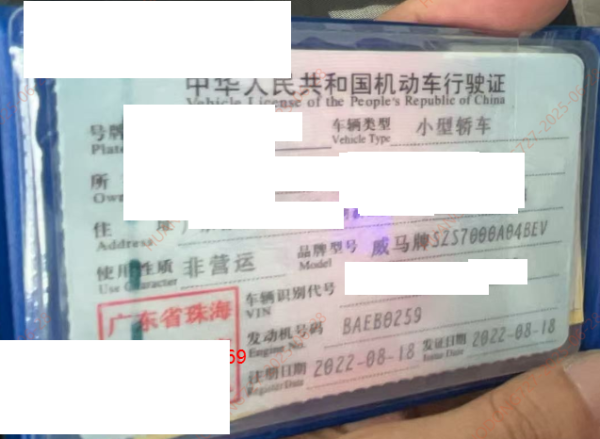 中华人民共和国机动车行驶证
Vehicle License of the People's Republic of China
号牌 车辆类型 小型轿车
Plate Vehicle Type
所
Own
住 址
Address
使用性质 非营运 品牌型号 威马牌SZS7000A04BEV
Use Character Model
广东省珠海
车辆识别代号
VIN
发动机号码 BAEB0259
Engine No.
注册日期 2022-08-18 发证日期 2022-08-18
Register Date Issue Date
59